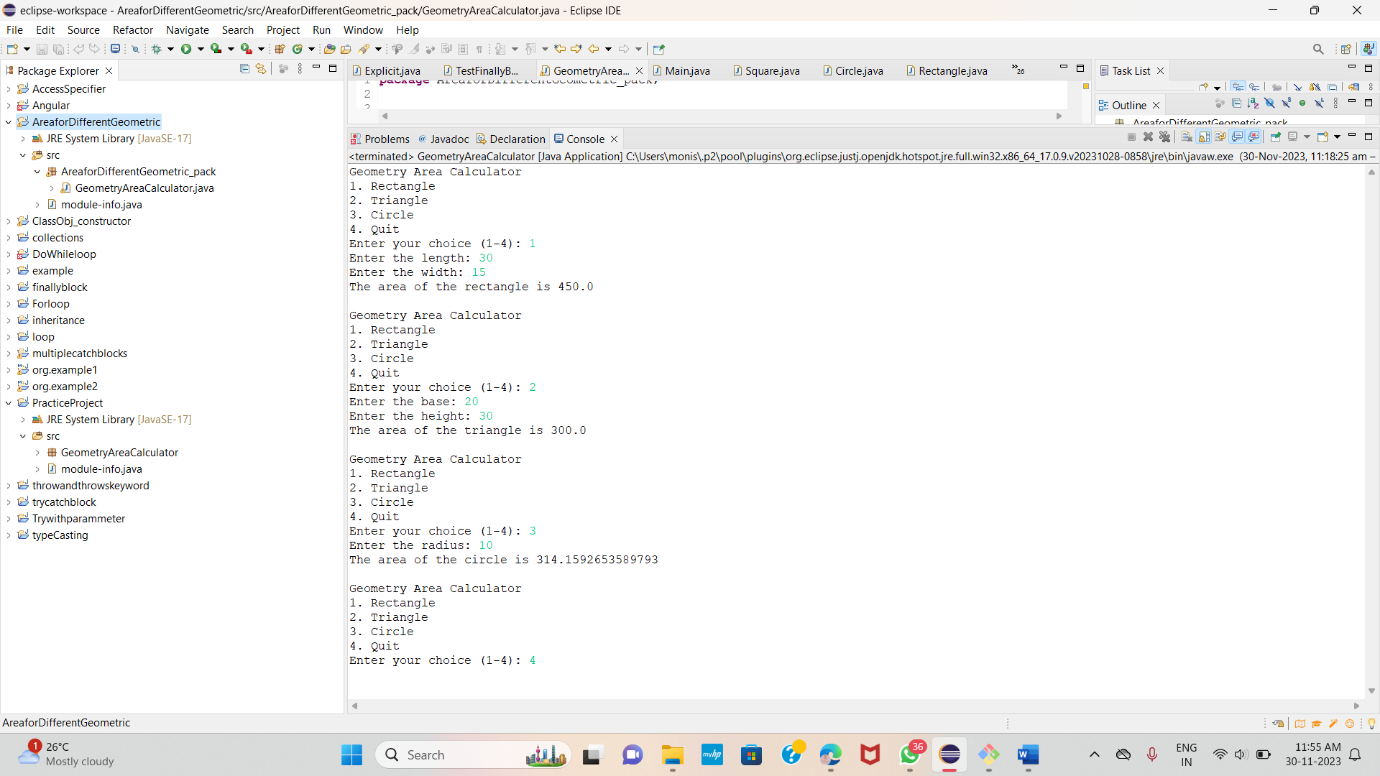 eclipse-workspace - AreaforDifferentGeometric/src/AreaforDifferentGeometric_pack/GeometryAreaCalculator.java - Eclipse IDE
File Edit Source Refactor Navigate Search Project Run Window Help
Package Explorer
AccessSpecifier
Angular
AreaforDifferentGeometric
JRE System Library [JavaSE-17]
src
AreaforDifferentGeometric_pack
GeometryAreaCalculator.java
module-info.java
ClassObj_constructor
collections
DoWhileloop
example
finallyblock
Forloop
inheritance
loop
multiplecatchblocks
org.example1
org.example2
PracticeProject
JRE System Library [JavaSE-17]
src
GeometryAreaCalculator
module-info.java
throwandthrowskeyword
trycatchblock
Trywithparammeter
typeCasting
Explicit.java TestFinallyB... GeometryArea... Main.java Square.java Circle.java Rectangle.java »26
package AreaforDifferentGeometric_pack;
2
Task List
Outline
AreaforDifferentGeometric_pack
Problems Javadoc Declaration Console
<terminated> GeometryAreaCalculator [Java Application] C:\Users\monis\.p2\pool\plugins\org.eclipse.justj.openjdk.hotspot.jre.full.win32.x86_64_17.0.9.v20231028-0858\jre\bin\javaw.exe (30-Nov-2023, 11:18:25 am –
Geometry Area Calculator
1. Rectangle
2. Triangle
3. Circle
4. Quit
Enter your choice (1-4): 1
Enter the length: 30
Enter the width: 15
The area of the rectangle is 450.0
Geometry Area Calculator
1. Rectangle
2. Triangle
3. Circle
4. Quit
Enter your choice (1-4): 2
Enter the base: 20
Enter the height: 30
The area of the triangle is 300.0
Geometry Area Calculator
1. Rectangle
2. Triangle
3. Circle
4. Quit
Enter your choice (1-4): 3
Enter the radius: 10
The area of the circle is 314.1592653589793
Geometry Area Calculator
1. Rectangle
2. Triangle
3. Circle
4. Quit
Enter your choice (1-4): 4
AreaforDifferentGeometric
1
26°C
Mostly cloudy
Search
myhp
36
ENG
IN
11:55 AM
30-11-2023